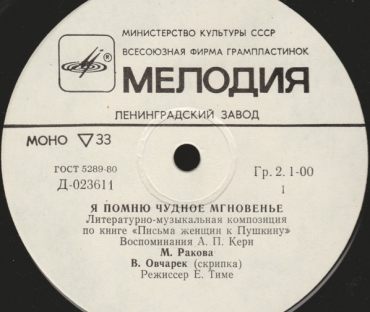 МИНИСТЕРСТВО КУЛЬТУРЫ СССР
ВСЕСОЮЗНАЯ ФИРМА ГРАМПЛАСТИНОК
МЕЛОДИЯ
ЛЕНИНГРАДСКИЙ ЗАВОД
МОНО ▽ 33
ГОСТ 5289-80
Д-023611
Гр. 2. 1-00
1
Я ПОМНЮ ЧУДНОЕ МГНОВЕНЬЕ
Литературно-музыкальная композиция
по книге «Письма женщин к Пушкину»
Воспоминания А. П. Керн
М. Ракова
В. Овчарек (скрипка)
Режиссер Е. Тиме